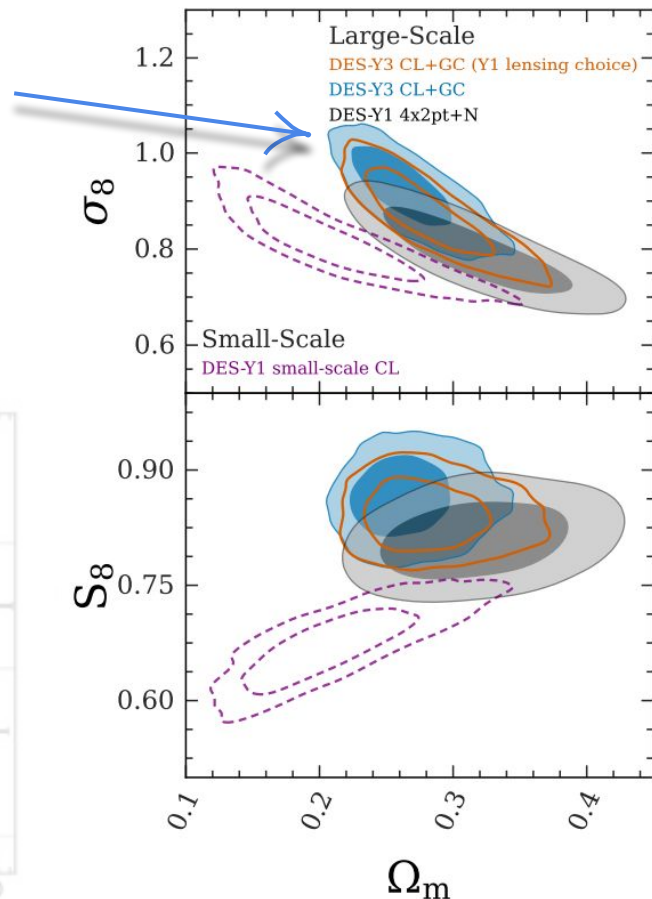 Large-Scale
DES-Y3 CL+GC (Y1 lensing choice)
DES-Y3 CL+GC
DES-Y1 4x2pt+N
1.2
1.0
σ8
0.8
0.6
Small-Scale
DES-Y1 small-scale CL
0.90
S8
0.75
0.60
0.1
0.2
0.3
0.4
Ωm